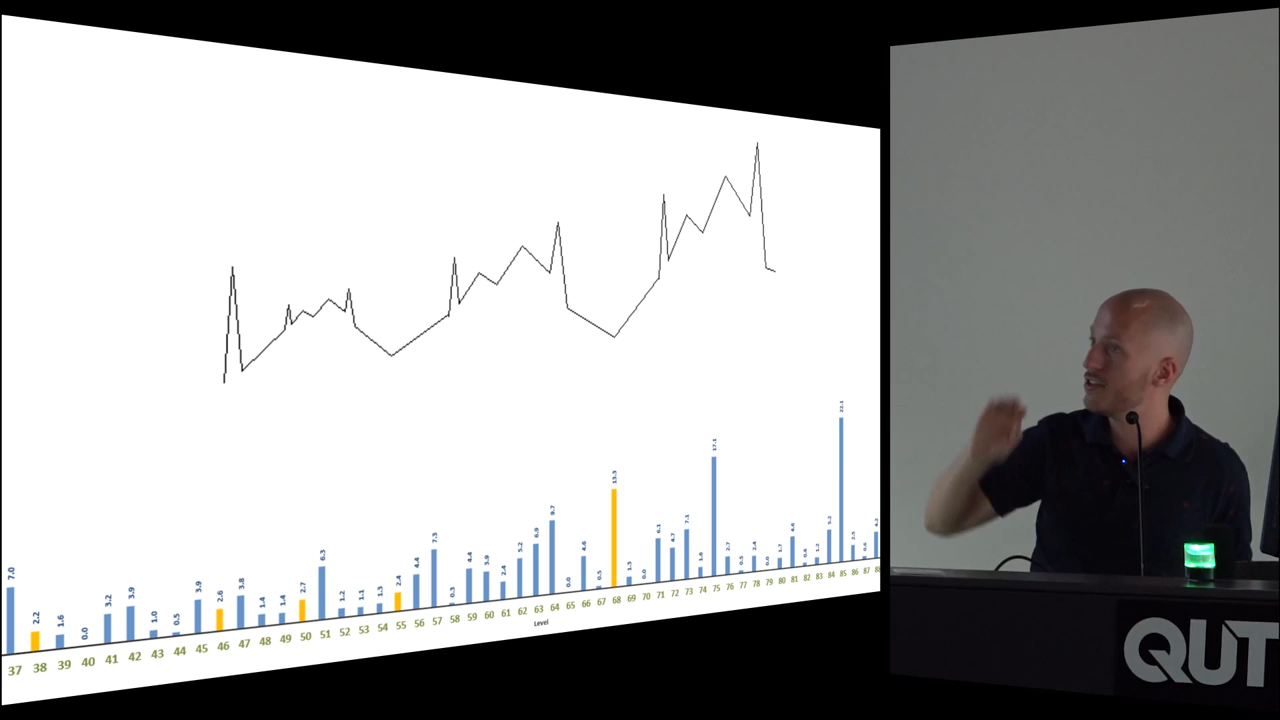 7.0 2.2 1.6 0.0 3.2 3.9 1.0 0.5 3.9 2.6 3.8 1.4 1.4 2.7 6.3 1.2 1.1 1.3 2.4 4.4 7.3 0.3 4.4 3.9 2.4 5.2 6.9 9.7 0.0 4.6 0.5 13.3 1.3 0.0 6.1 4.7 7.1 1.8 17.1 2.7 0.5 2.4 0.0 1.7 4.4 1.2 5.2 22.1 2.5 4.2
37 38 39 40 41 42 43 44 45 46 47 48 49 50 51 52 53 54 55 56 57 58 59 60 61 62 63 64 65 66 67 68 69 70 71 72 73 74 75 76 77 78 79 80 81 82 83 84 85 86 87 88
Level
QUT